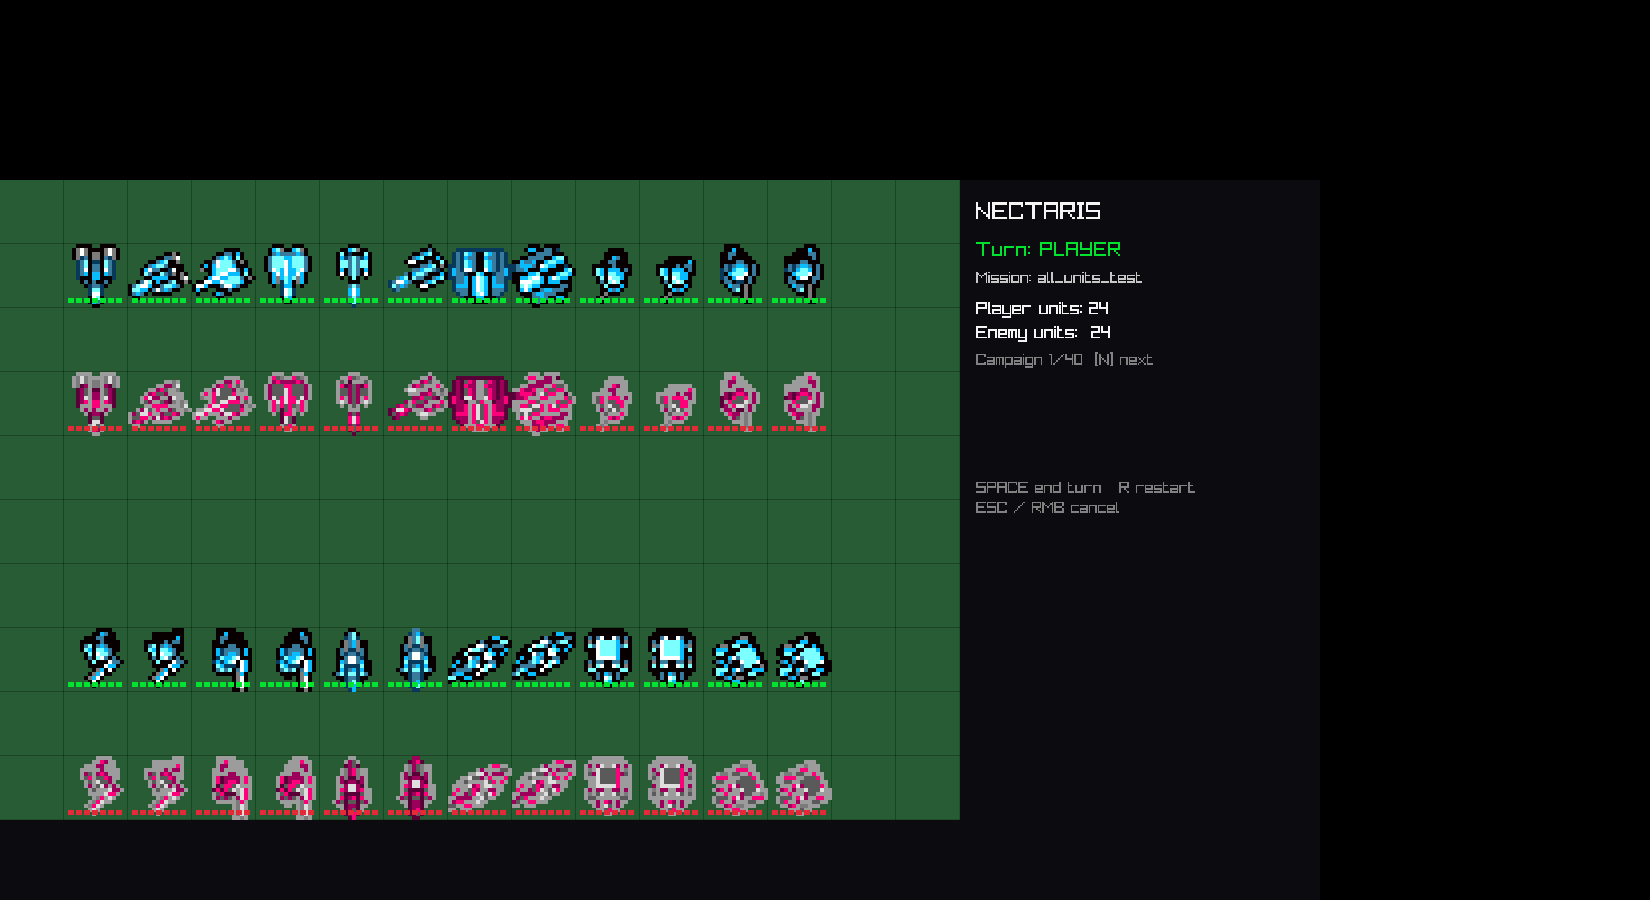 NECTARIS
Turn: PLAYER
Mission: all_units_test
Player units: 24
Enemy units: 24
Campaign 1/40 [N] next
SPACE end turn R restart
ESC / RMB cancel